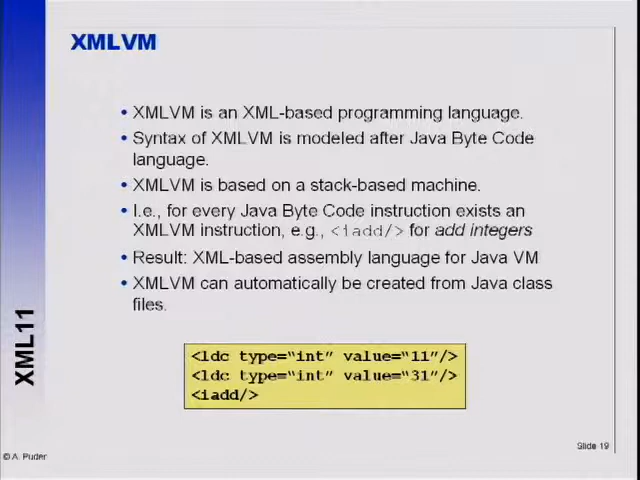 XMLVM
• XMLVM is an XML-based programming language.
• Syntax of XMLVM is modeled after Java Byte Code
language.
• XMLVM is based on a stack-based machine.
• I.e., for every Java Byte Code instruction exists an
XMLVM instruction, e.g., <iadd/> for add integers
• Result: XML-based assembly language for Java VM
• XMLVM can automatically be created from Java class
files.
<ldc type=“int” value=“11”/>
<ldc type=“int” value=“31”/>
<iadd/>
XML11
Slide 19
© A. Puder